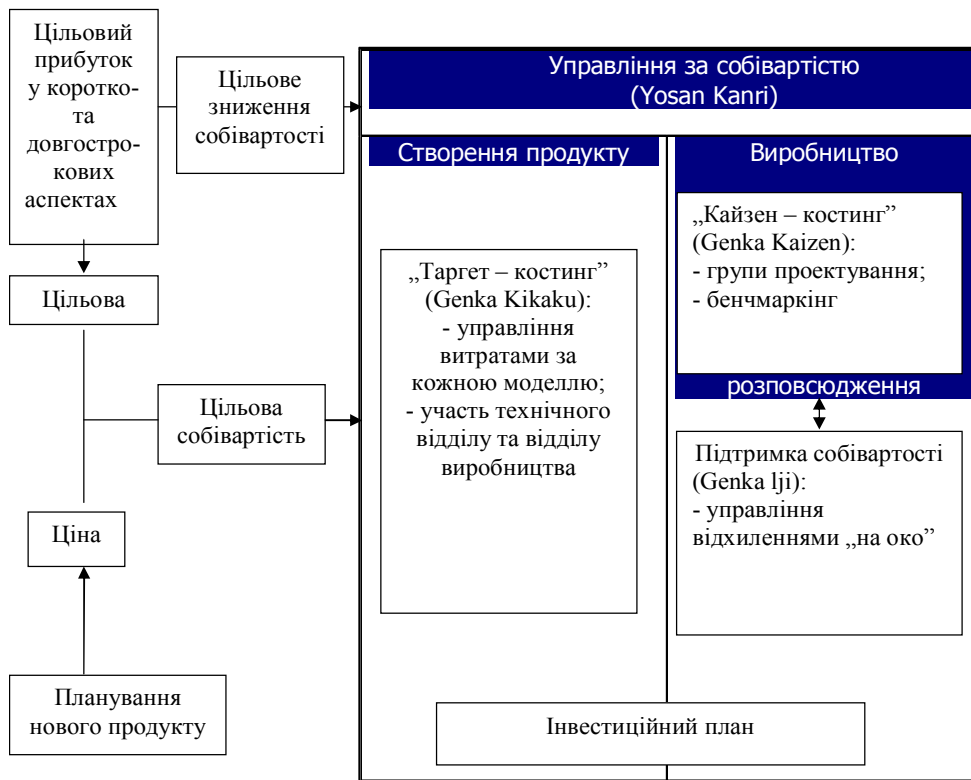 Цільовий
прибуток
у коротко-
та
довгостро-
кових
аспектах
Цільове
зниження
собівартості
Управління за собівартістю
(Yosan Kanri)
Створення продукту
Виробництво
„Кайзен – костинг”
(Genka Kaizen):
- групи проектування;
- бенчмаркінг
розповсюдження
„Таргет – костинг”
(Genka Kikaku):
- управління
витратами за
кожною моделлю;
- участь технічного
відділу та відділу
виробництва
Цільова
Цільова
собівартість
Підтримка собівартості
(Genka lji):
- управління
відхиленнями „на око”
Ціна
Планування
нового продукту
Інвестиційний план